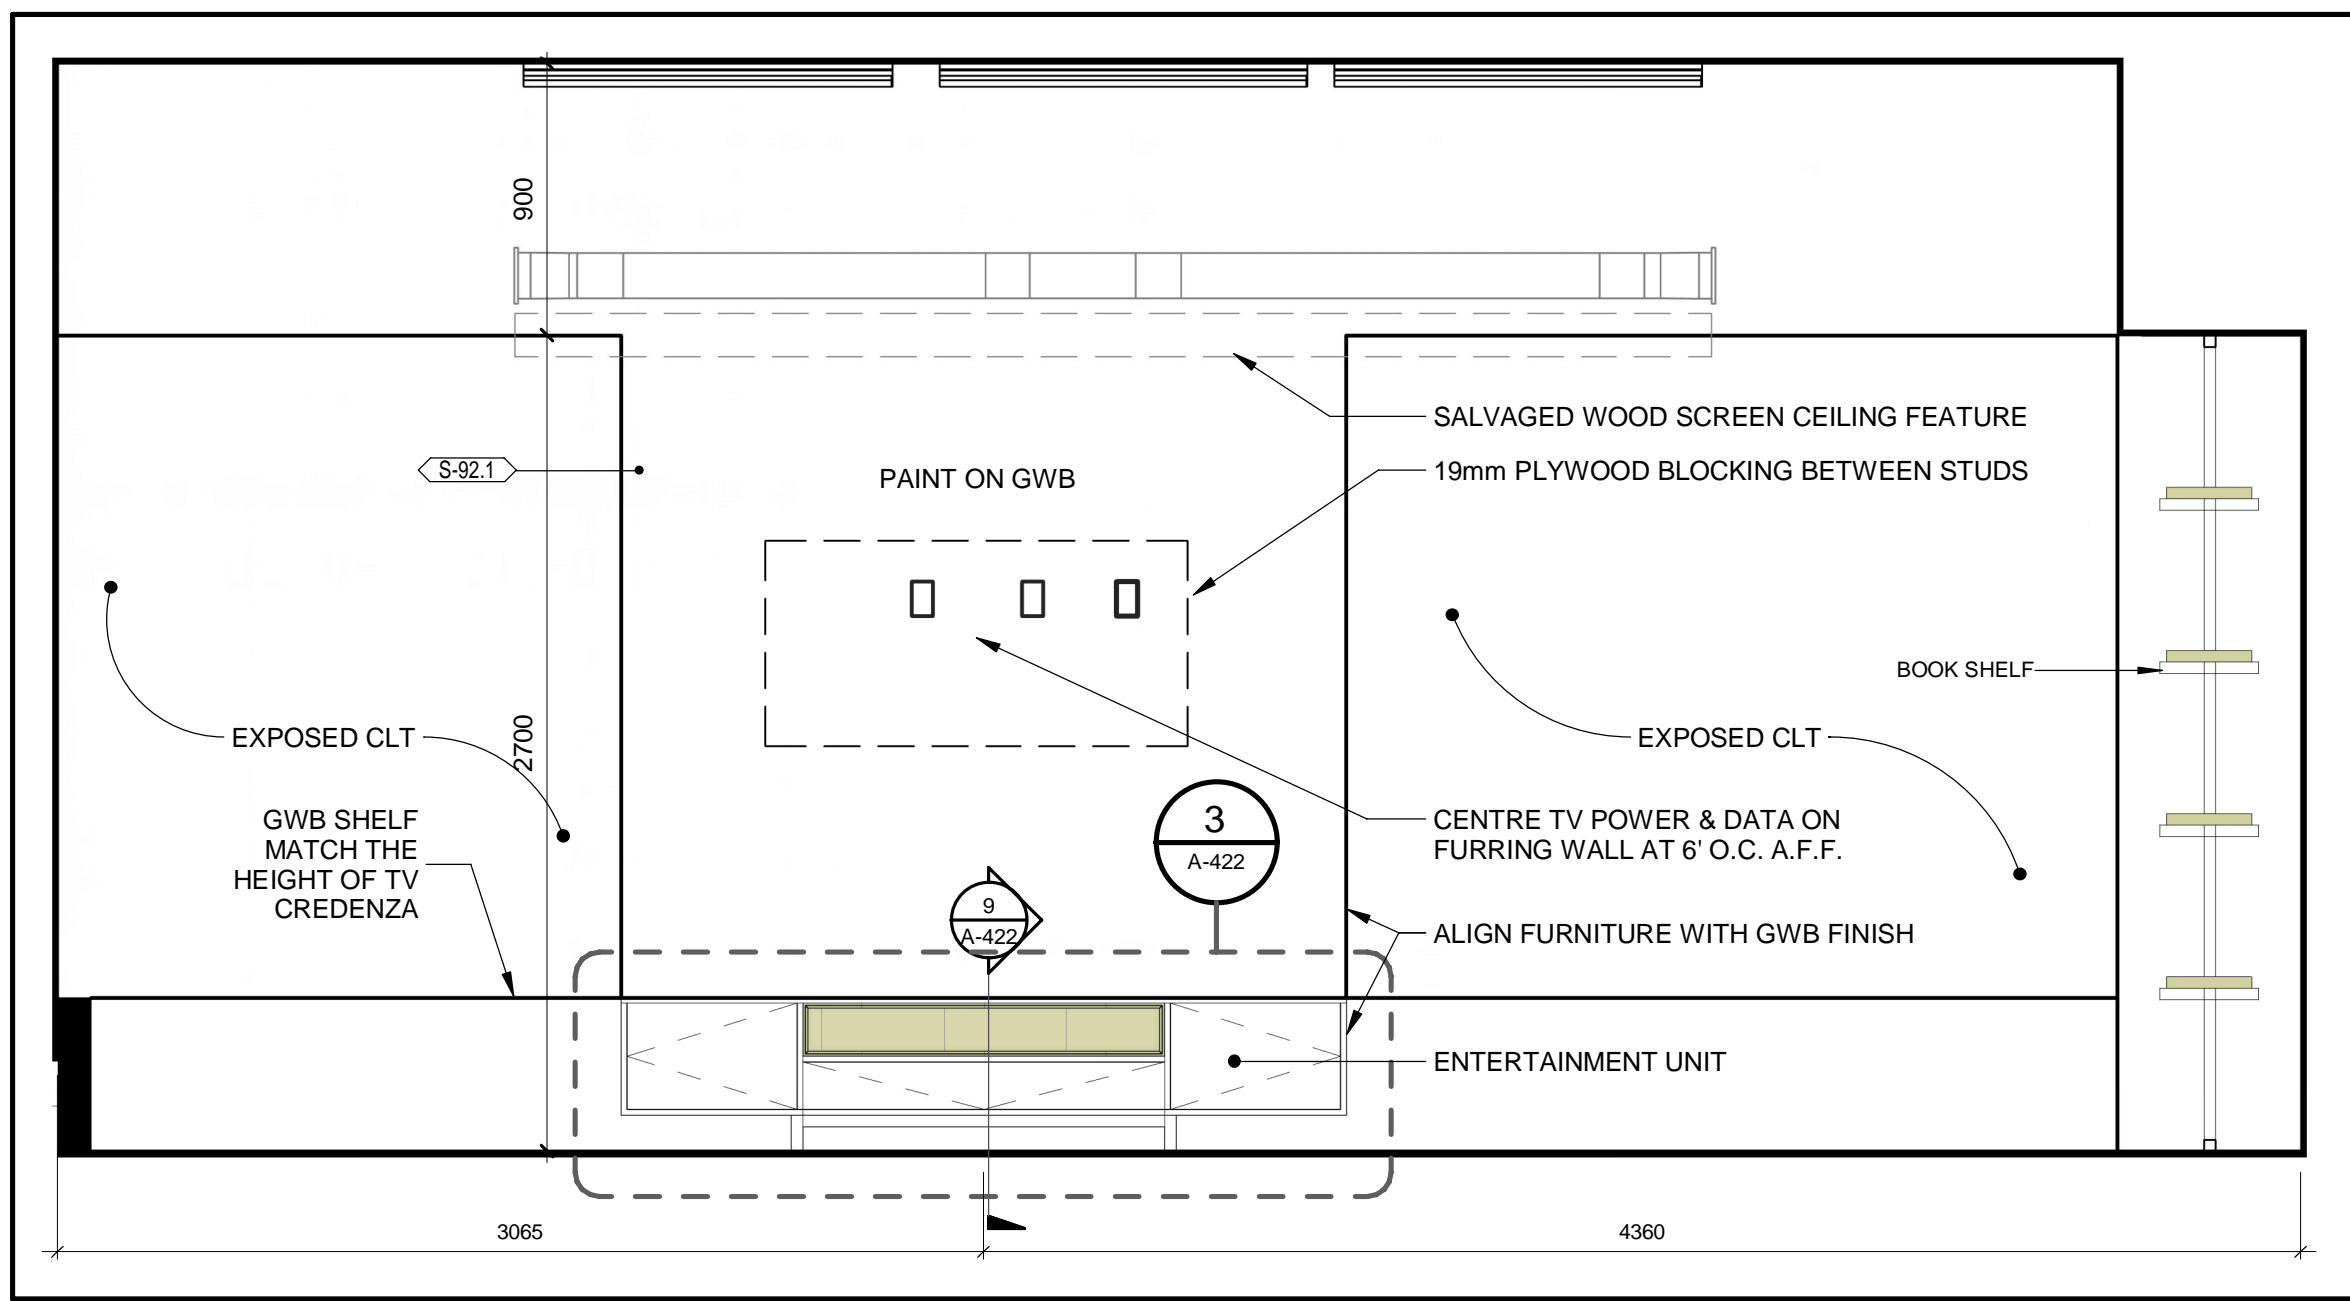 900
SALVAGED WOOD SCREEN CEILING FEATURE
S-92.1
PAINT ON GWB
19mm PLYWOOD BLOCKING BETWEEN STUDS
BOOK SHELF
EXPOSED CLT
2700
EXPOSED CLT
GWB SHELF
MATCH THE
HEIGHT OF TV
CREDENZA
3
A-422
CENTRE TV POWER & DATA ON
FURRING WALL AT 6' O.C. A.F.F.
9
A-422
ALIGN FURNITURE WITH GWB FINISH
ENTERTAINMENT UNIT
3065
4360